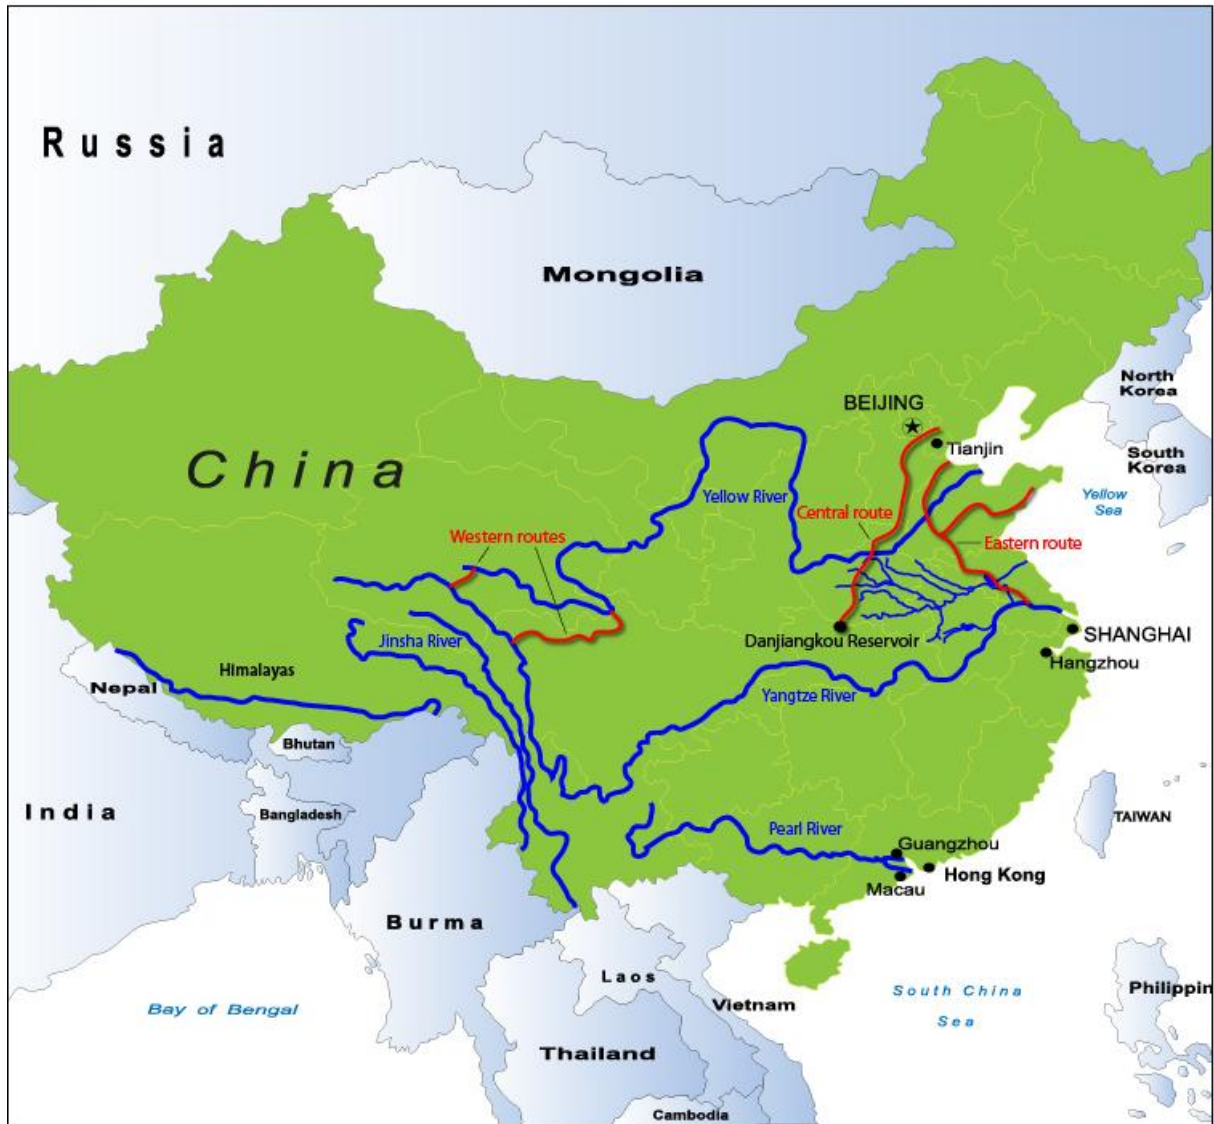 Russia
Mongolia
North
Korea
BEIJING
Tianjin
South
Korea
China
Yellow River
Yellow
Sea
Central route
Western routes
Eastern route
Jinsha River
Danjiangkou Reservoir
SHANGHAI
Hangzhou
Himalayas
Nepal
Yangtze River
Bhutan
India
Bangladesh
TAIWAN
Pearl River
Guangzhou
Hong Kong
Macau
Burma
Laos
Vietnam
South China
Sea
Philippin
Bay of Bengal
Thailand
Cambodia